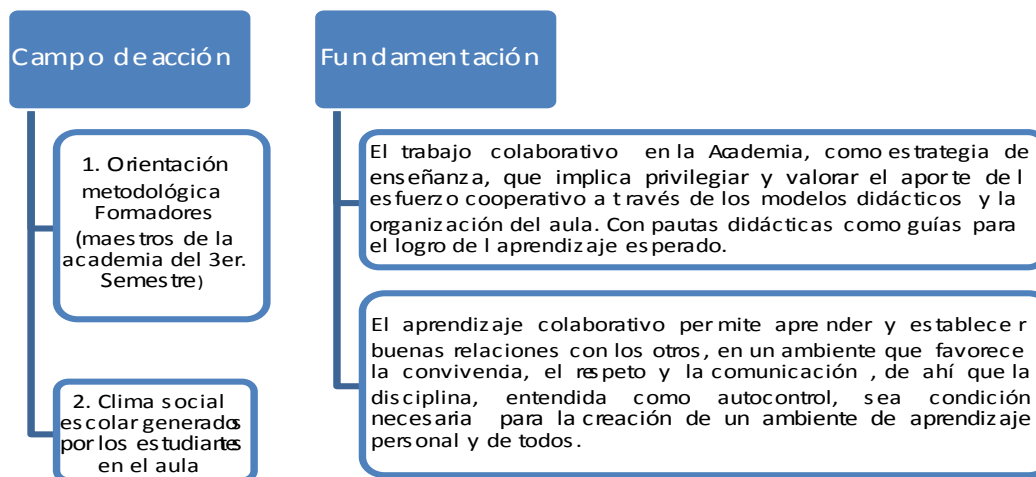 Campo de acción
1. Orientación
metodológica
Formadores
(maestros de la
academia del 3er.
Semestre)
2. Clima social
escolar generados
por los estudiantes
en el aula
Fundamentación
El trabajo colaborativo en la Academia, como estrategia de
enseñanza, que implica privilegiar y valorar el aporte del
esfuerzo cooperativo a través de los modelos didácticos y la
organización del aula. Con pautas didácticas como guías para
el logro del aprendizaje esperado.
El aprendizaje colaborativo permite aprender y establecer
buenas relaciones con los otros, en un ambiente que favorece
la convivencia, el respeto y la comunicación , de ahí que la
disciplina, entendida como autocontrol, sea condición
necesaria para la creación de un ambiente de aprendizaje
personal y de todos.